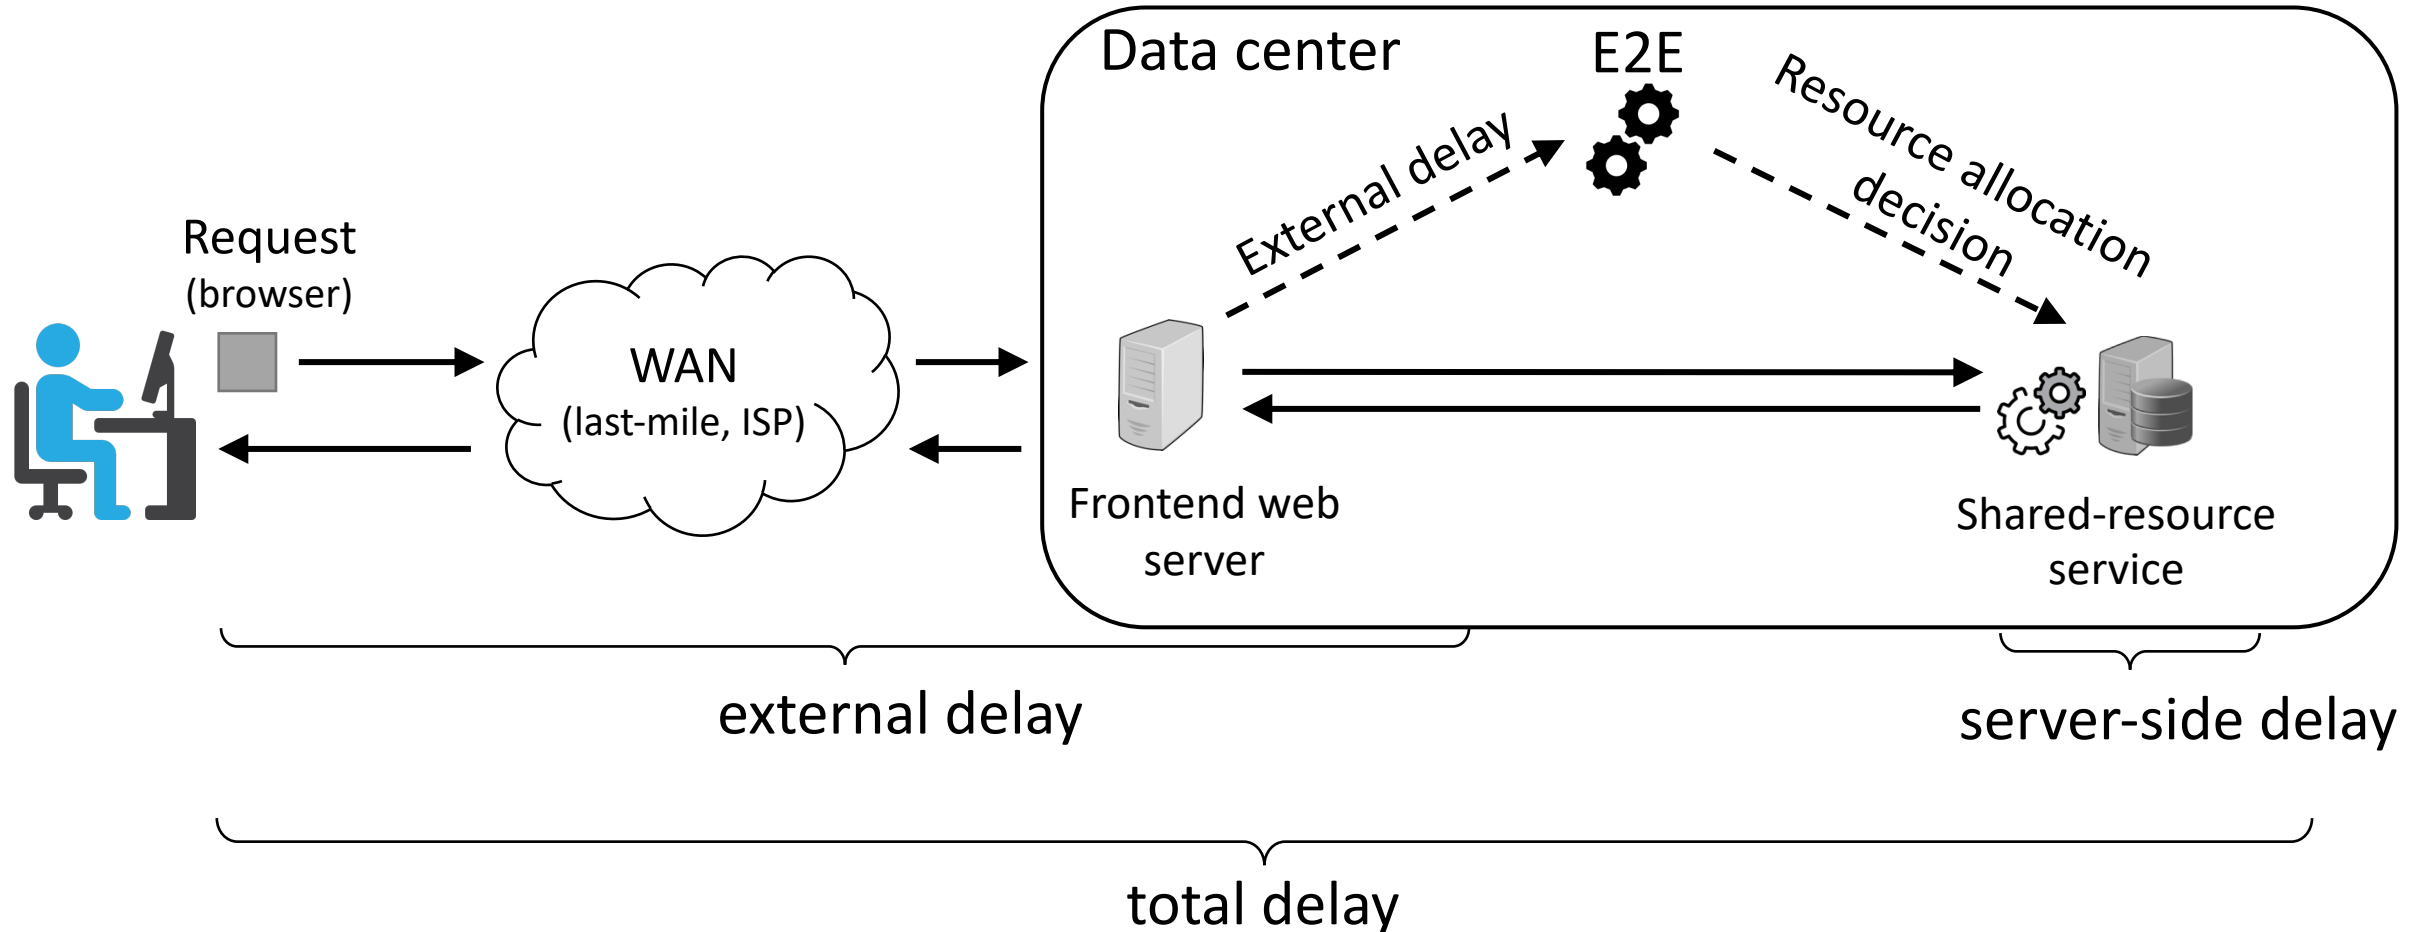 Data center
E2E
Resource allocation
decision
External delay
Request
(browser)
WAN
(last-mile, ISP)
Frontend web
server
Shared-resource
service
external delay
server-side delay
total delay